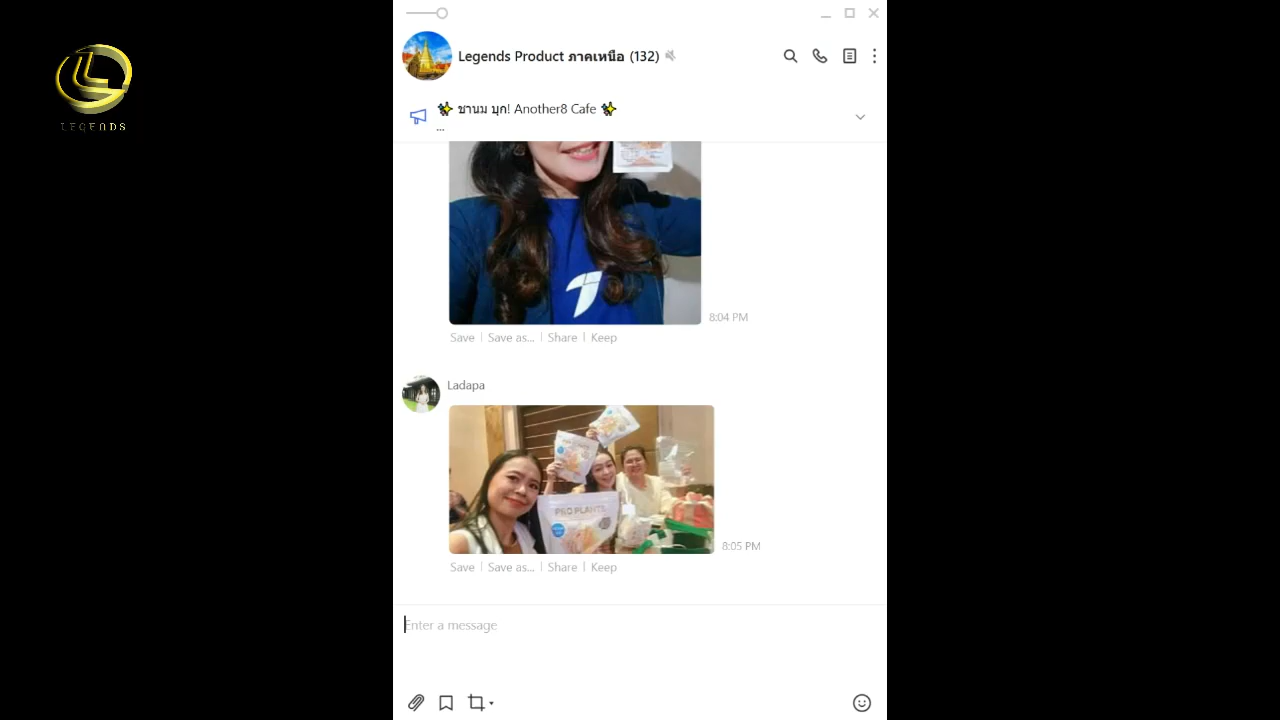 LEGENDS
Legends Product ภาคเหนือ (132)
✨ ชานม บุก! Another8 Cafe ✨
...
8:04 PM
Save | Save as... | Share | Keep
Ladapa
PRO PLANTS
8:05 PM
Save | Save as... | Share | Keep
Enter a message